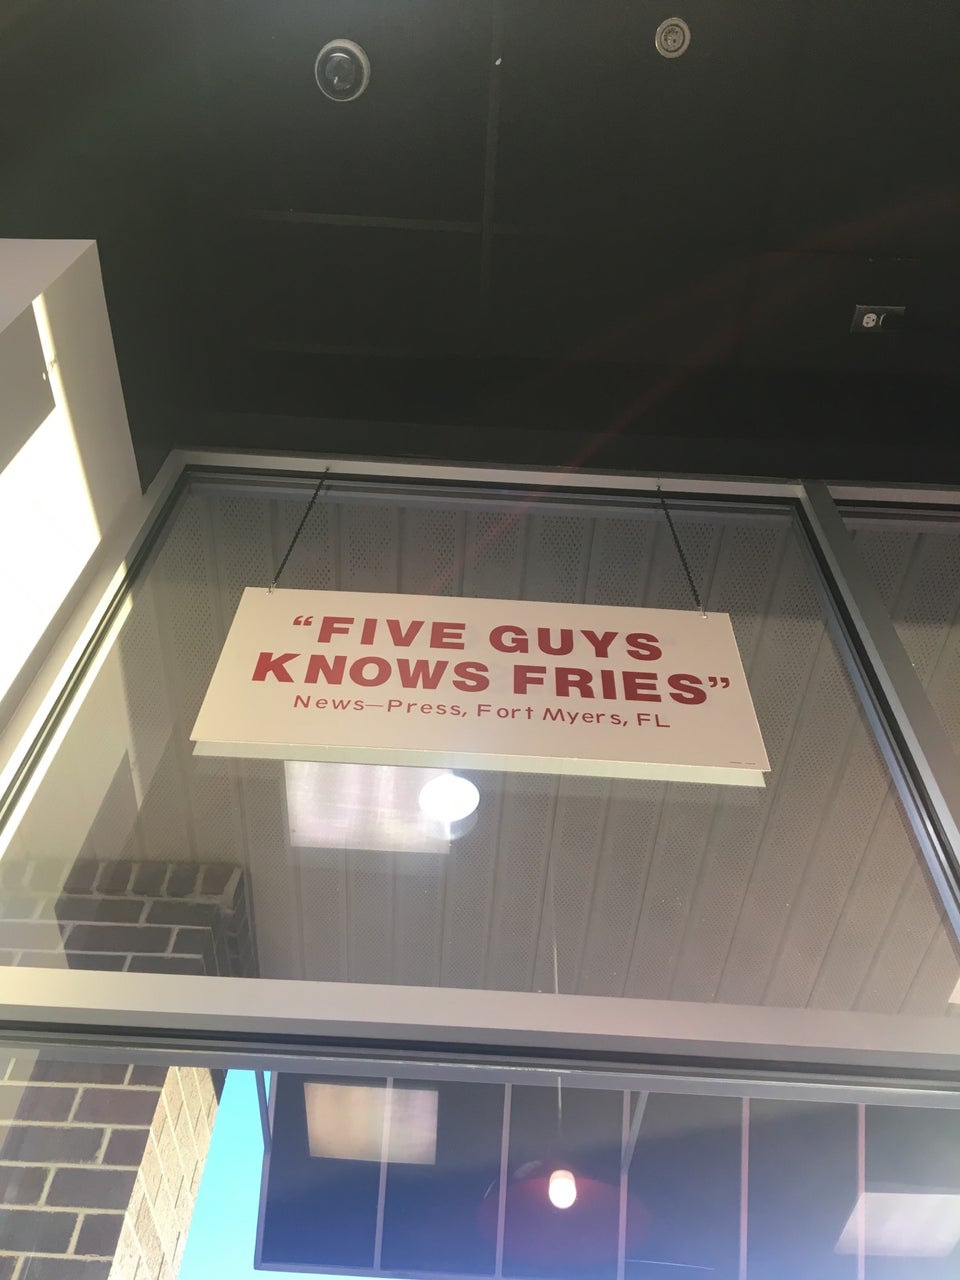 “FIVE GUYS
KNOWS FRIES”
News—Press, Fort Myers, FL